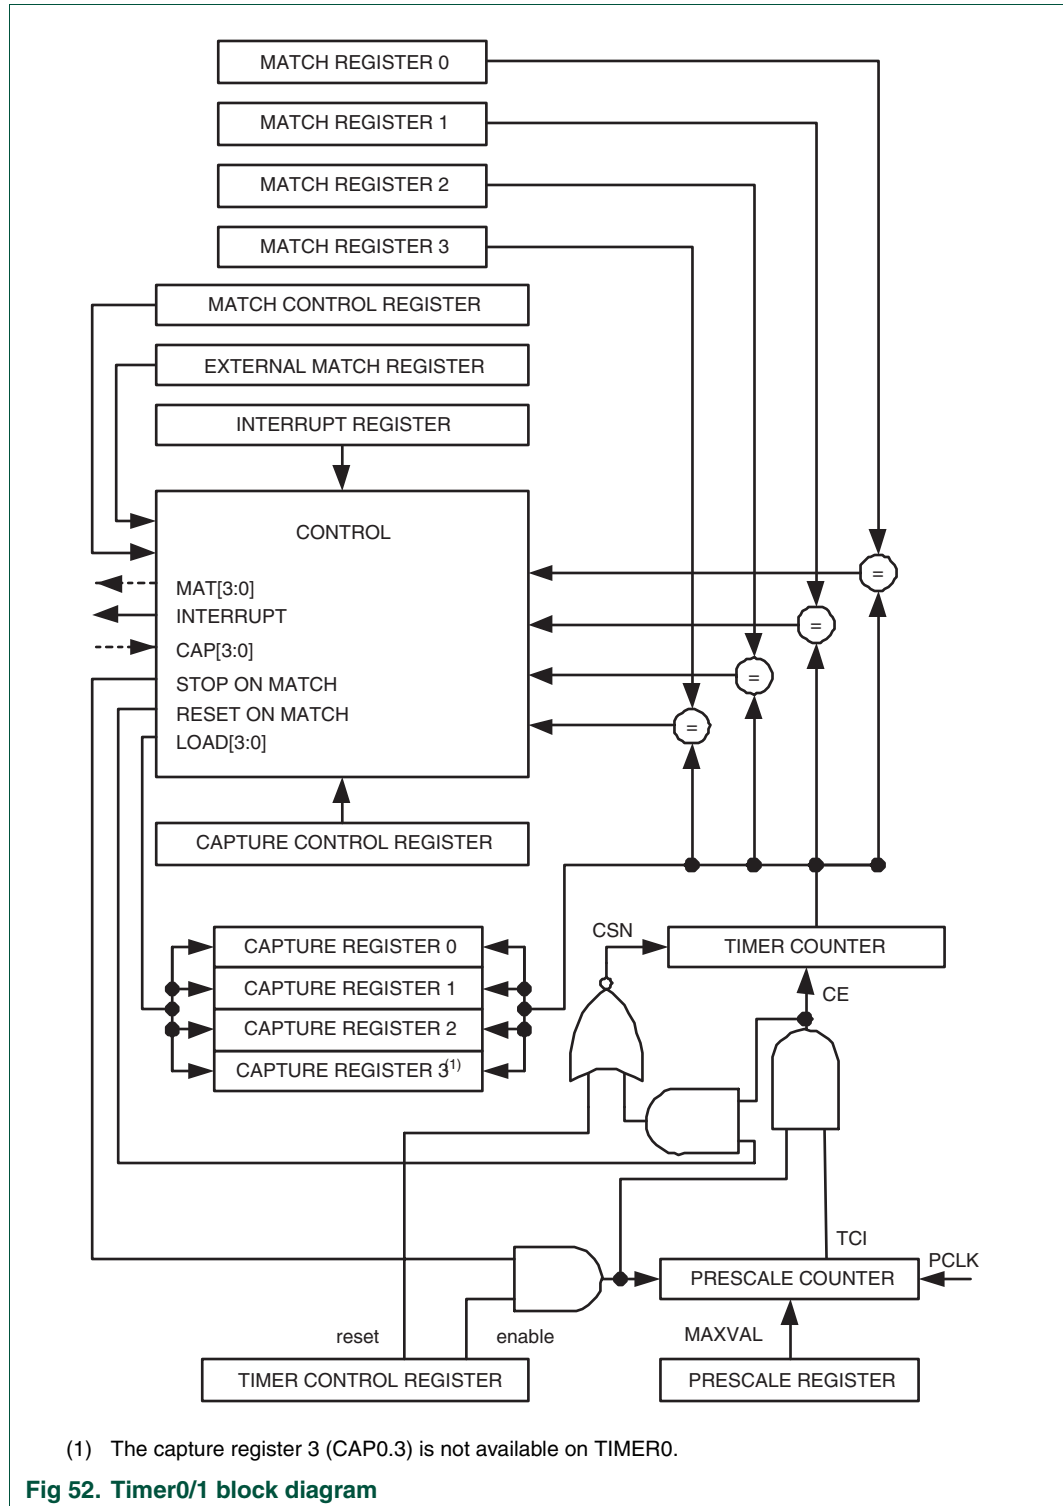 MATCH REGISTER 0
MATCH REGISTER 1
MATCH REGISTER 2
MATCH REGISTER 3
MATCH CONTROL REGISTER
EXTERNAL MATCH REGISTER
INTERRUPT REGISTER
CONTROL
MAT[3:0]
INTERRUPT
CAP[3:0]
STOP ON MATCH
RESET ON MATCH
LOAD[3:0]
=
=
=
=
CAPTURE CONTROL REGISTER
CAPTURE REGISTER 0
CAPTURE REGISTER 1
CAPTURE REGISTER 2
CAPTURE REGISTER 3(1)
CSN
TIMER COUNTER
CE
TCI
PCLK
PRESCALE COUNTER
reset
enable
MAXVAL
TIMER CONTROL REGISTER
PRESCALE REGISTER
(1) The capture register 3 (CAP0.3) is not available on TIMER0.
Fig 52. Timer0/1 block diagram